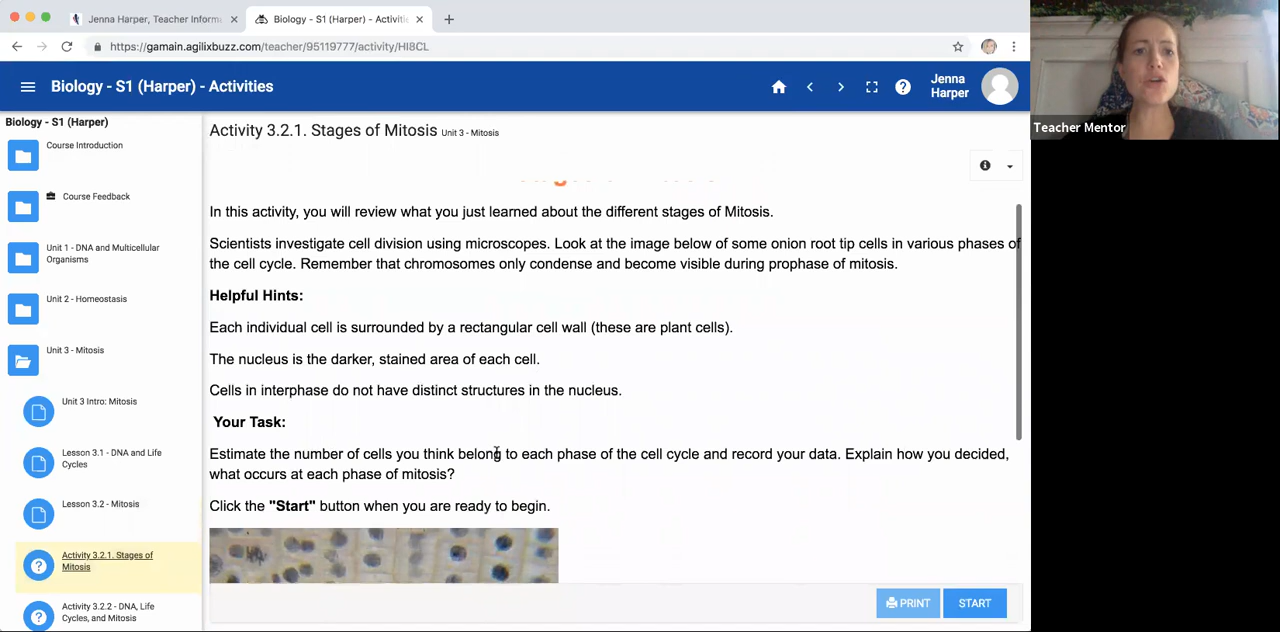 Jenna Harper, Teacher Inform
Biology - S1 (Harper) - Activitie
https://gamain.agilixbuzz.com/teacher/95119777/activity/HI8CL
Biology - S1 (Harper) - Activities
Jenna
Harper
Teacher Mentor
Biology - S1 (Harper)
Course Introduction
Course Feedback
Unit 1 - DNA and Multicellular
Organisms
Unit 2 - Homeostasis
Unit 3 - Mitosis
Unit 3 Intro: Mitosis
Lesson 3.1 - DNA and Life
Cycles
Lesson 3.2 - Mitosis
Activity 3.2.1. Stages of
Mitosis
Activity 3.2.2 - DNA, Life
Cycles, and Mitosis
Activity 3.2.1. Stages of Mitosis Unit 3 - Mitosis
In this activity, you will review what you just learned about the different stages of Mitosis.
Scientists investigate cell division using microscopes. Look at the image below of some onion root tip cells in various phases of
the cell cycle. Remember that chromosomes only condense and become visible during prophase of mitosis.
Helpful Hints:
Each individual cell is surrounded by a rectangular cell wall (these are plant cells).
The nucleus is the darker, stained area of each cell.
Cells in interphase do not have distinct structures in the nucleus.
Your Task:
Estimate the number of cells you think belong to each phase of the cell cycle and record your data. Explain how you decided,
what occurs at each phase of mitosis?
Click the "Start" button when you are ready to begin.
PRINT
START